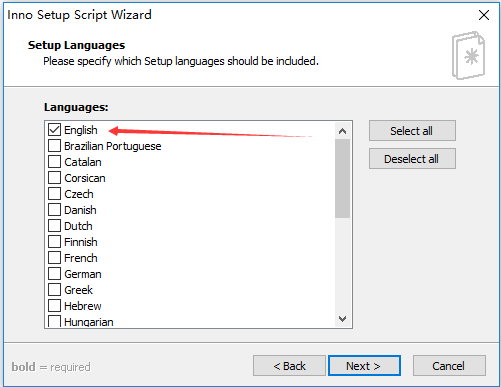 Inno Setup Script Wizard
Setup Languages
Please specify which Setup languages should be included.
Languages:
English
Brazilian Portuguese
Catalan
Corsican
Czech
Danish
Dutch
Finnish
French
German
Greek
Hebrew
Hungarian
Select all
Deselect all
bold = required
< Back
Next >
Cancel